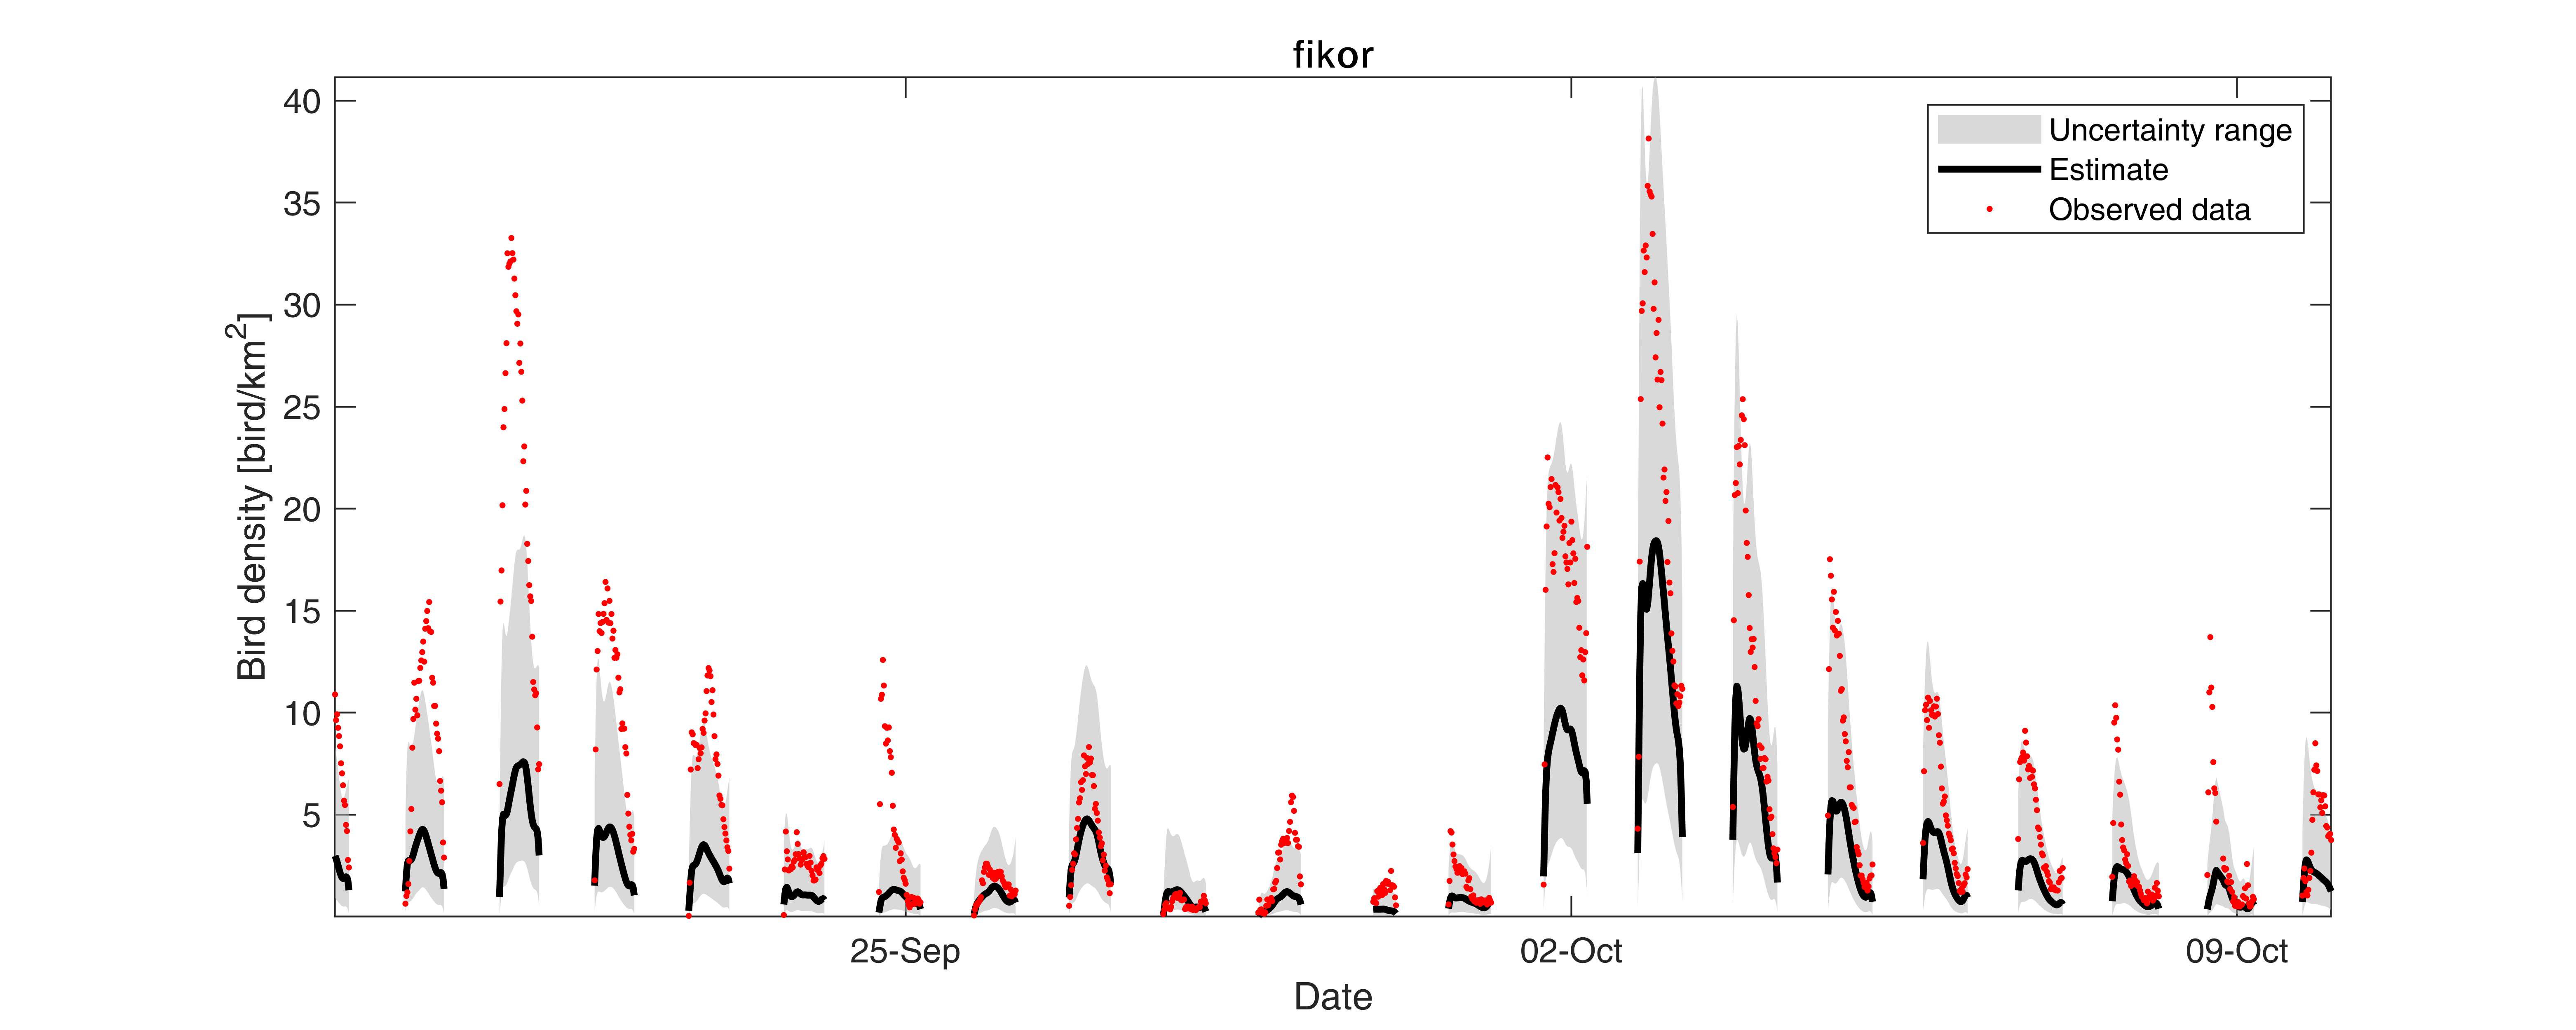 fikor
40
35
30
25
20
15
10
5
Bird density [bird/km²]
Uncertainty range
Estimate
Observed data
25-Sep
02-Oct
09-Oct
Date